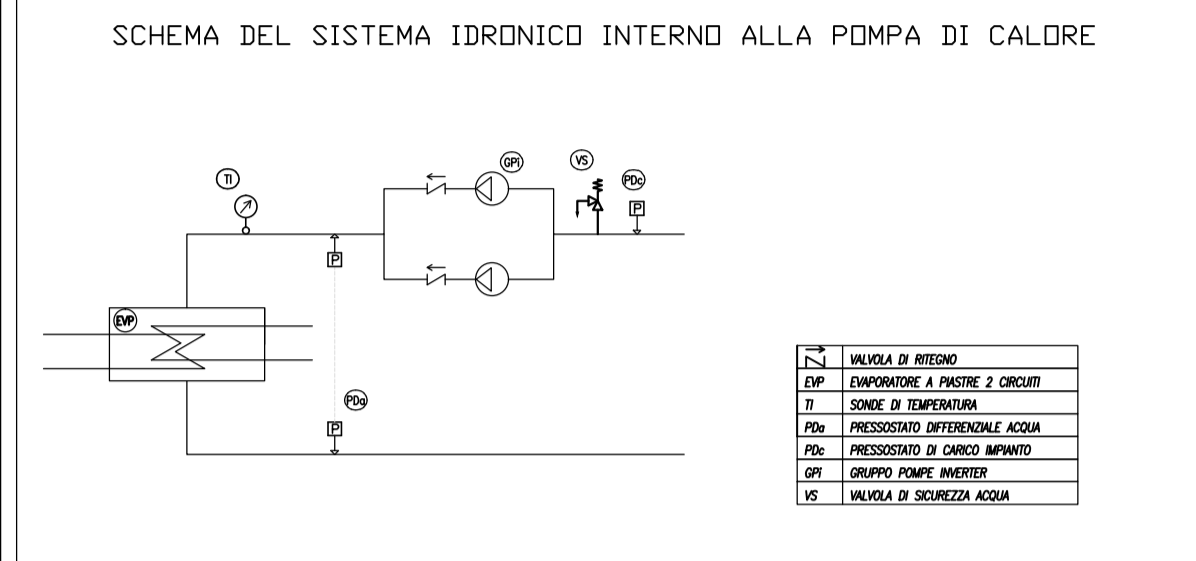 SCHEMA DEL SISTEMA IDRONICO INTERNO ALLA POMPA DI CALORE
GPi
VS
TI
PDc
P
P
EVP
PDa
P
VALVOLA DI RITEGNO
EVP EVAPORATORE A PIASTRE 2 CIRCUITI
TI SONDE DI TEMPERATURA
PDa PRESSOSTATO DIFFERENZIALE ACQUA
PDc PRESSOSTATO DI CARICO IMPIANTO
GPi GRUPPO POMPE INVERTER
VS VALVOLA DI SICUREZZA ACQUA